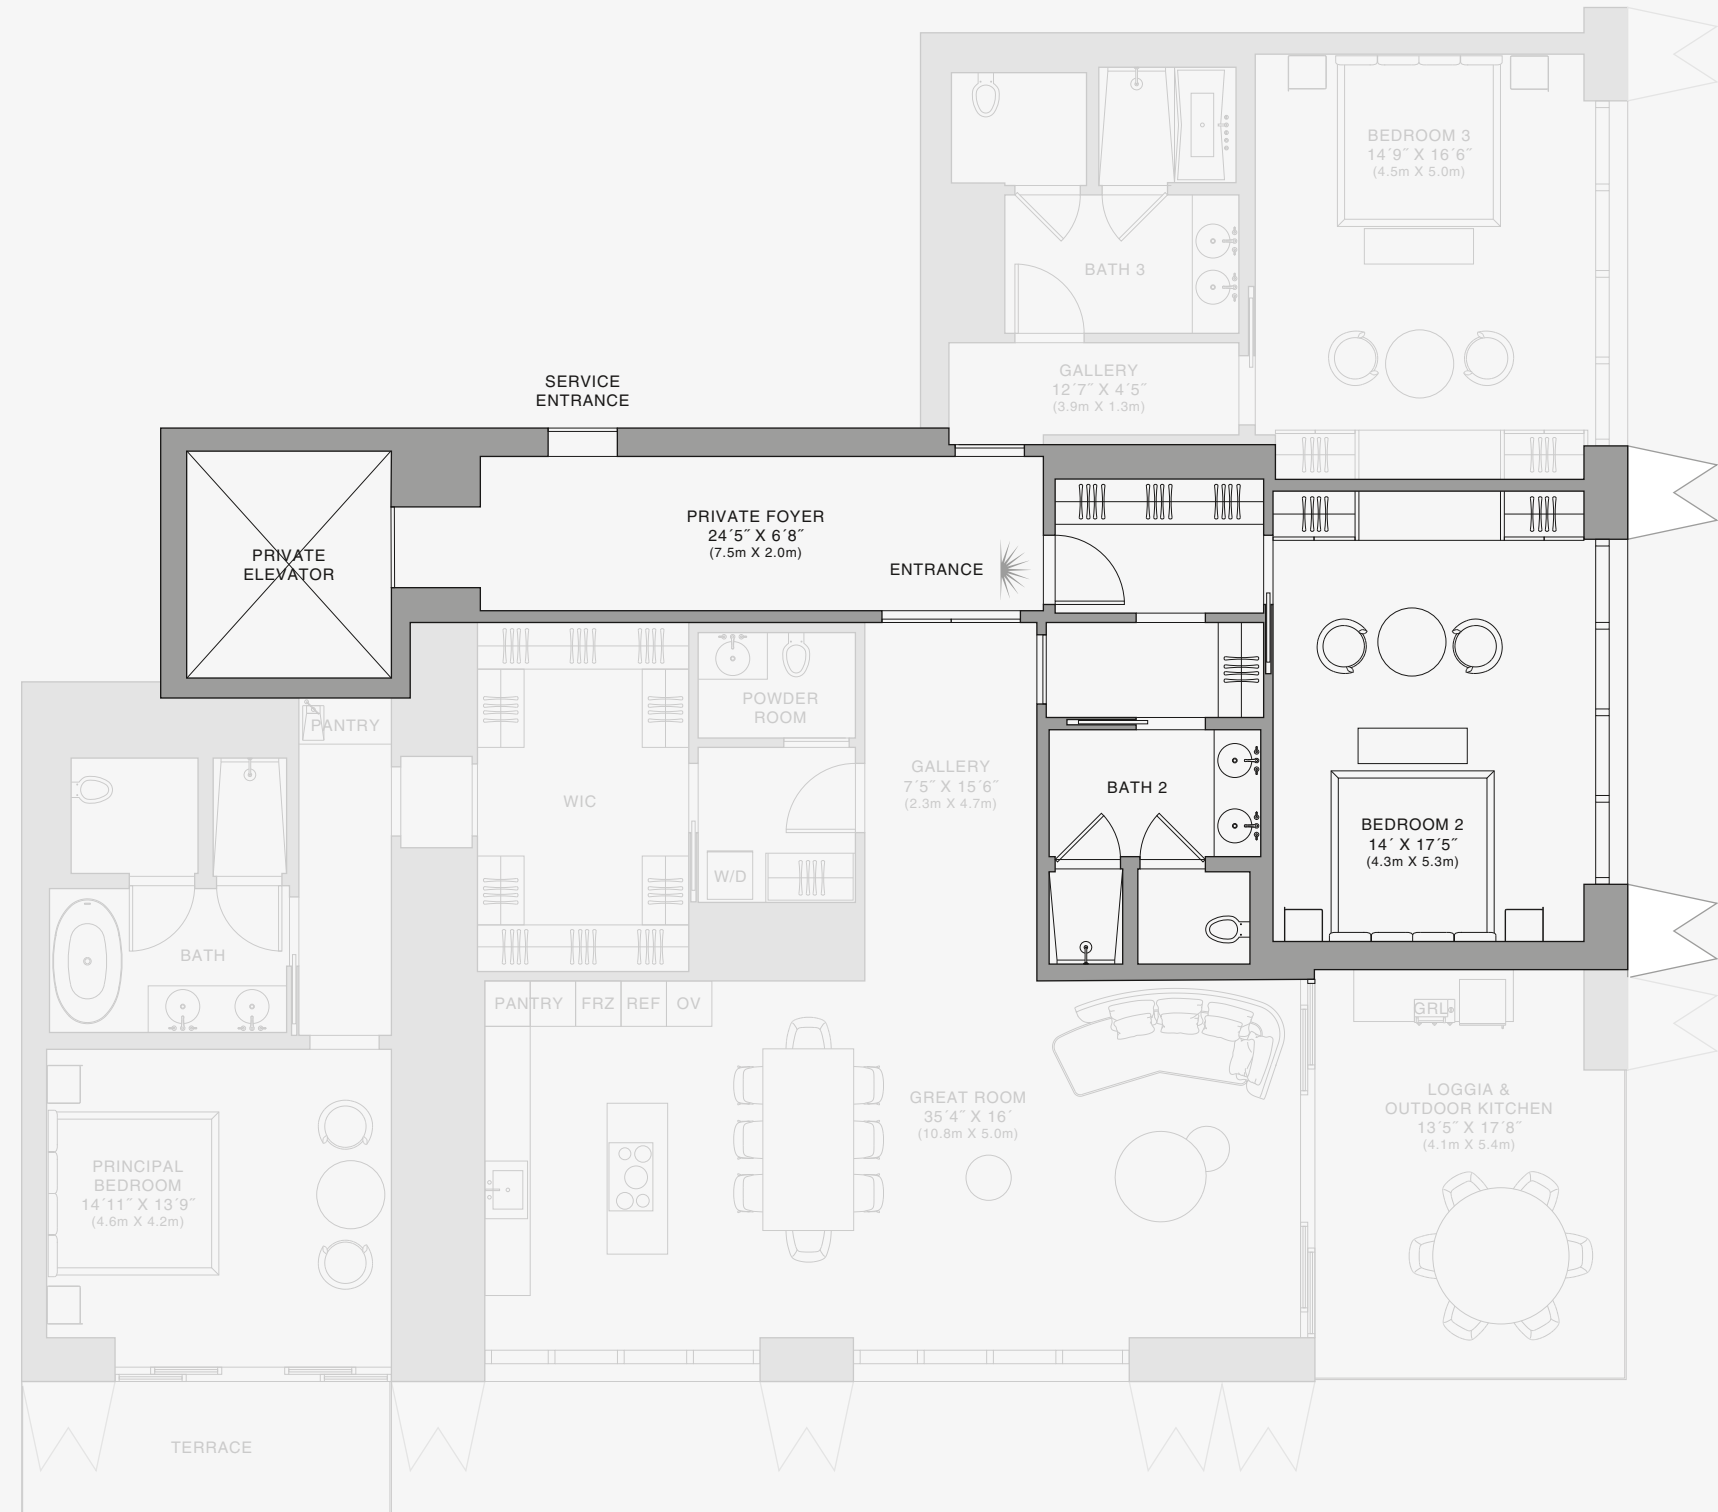 BEDROOM 3
14´9˝ X 16´6˝
(4.5m X 5.0m)
BATH 3
GALLERY
12´7˝ X 4´5˝
(3.9m X 1.3m)
SERVICE
ENTRANCE
PRIVATE FOYER
24´5˝ X 6´8˝
(7.5m X 2.0m)
ENTRANCE
PRIVATE
ELEVATOR
PANTRY
POWDER
ROOM
WIC
GALLERY
7´5˝ X 15´6˝
(2.3m X 4.7m)
BATH 2
BEDROOM 2
14´ X 17´5˝
(4.3m X 5.3m)
W/D
BATH
PANTRY
FRZ
REF
OV
GRL
GREAT ROOM
35´4˝ X 16´
(10.8m X 5.0m)
LOGGIA &
OUTDOOR KITCHEN
13´5˝ X 17´8˝
(4.1m X 5.4m)
PRINCIPAL
BEDROOM
14´11˝ X 13´9˝
(4.6m X 4.2m)
TERRACE